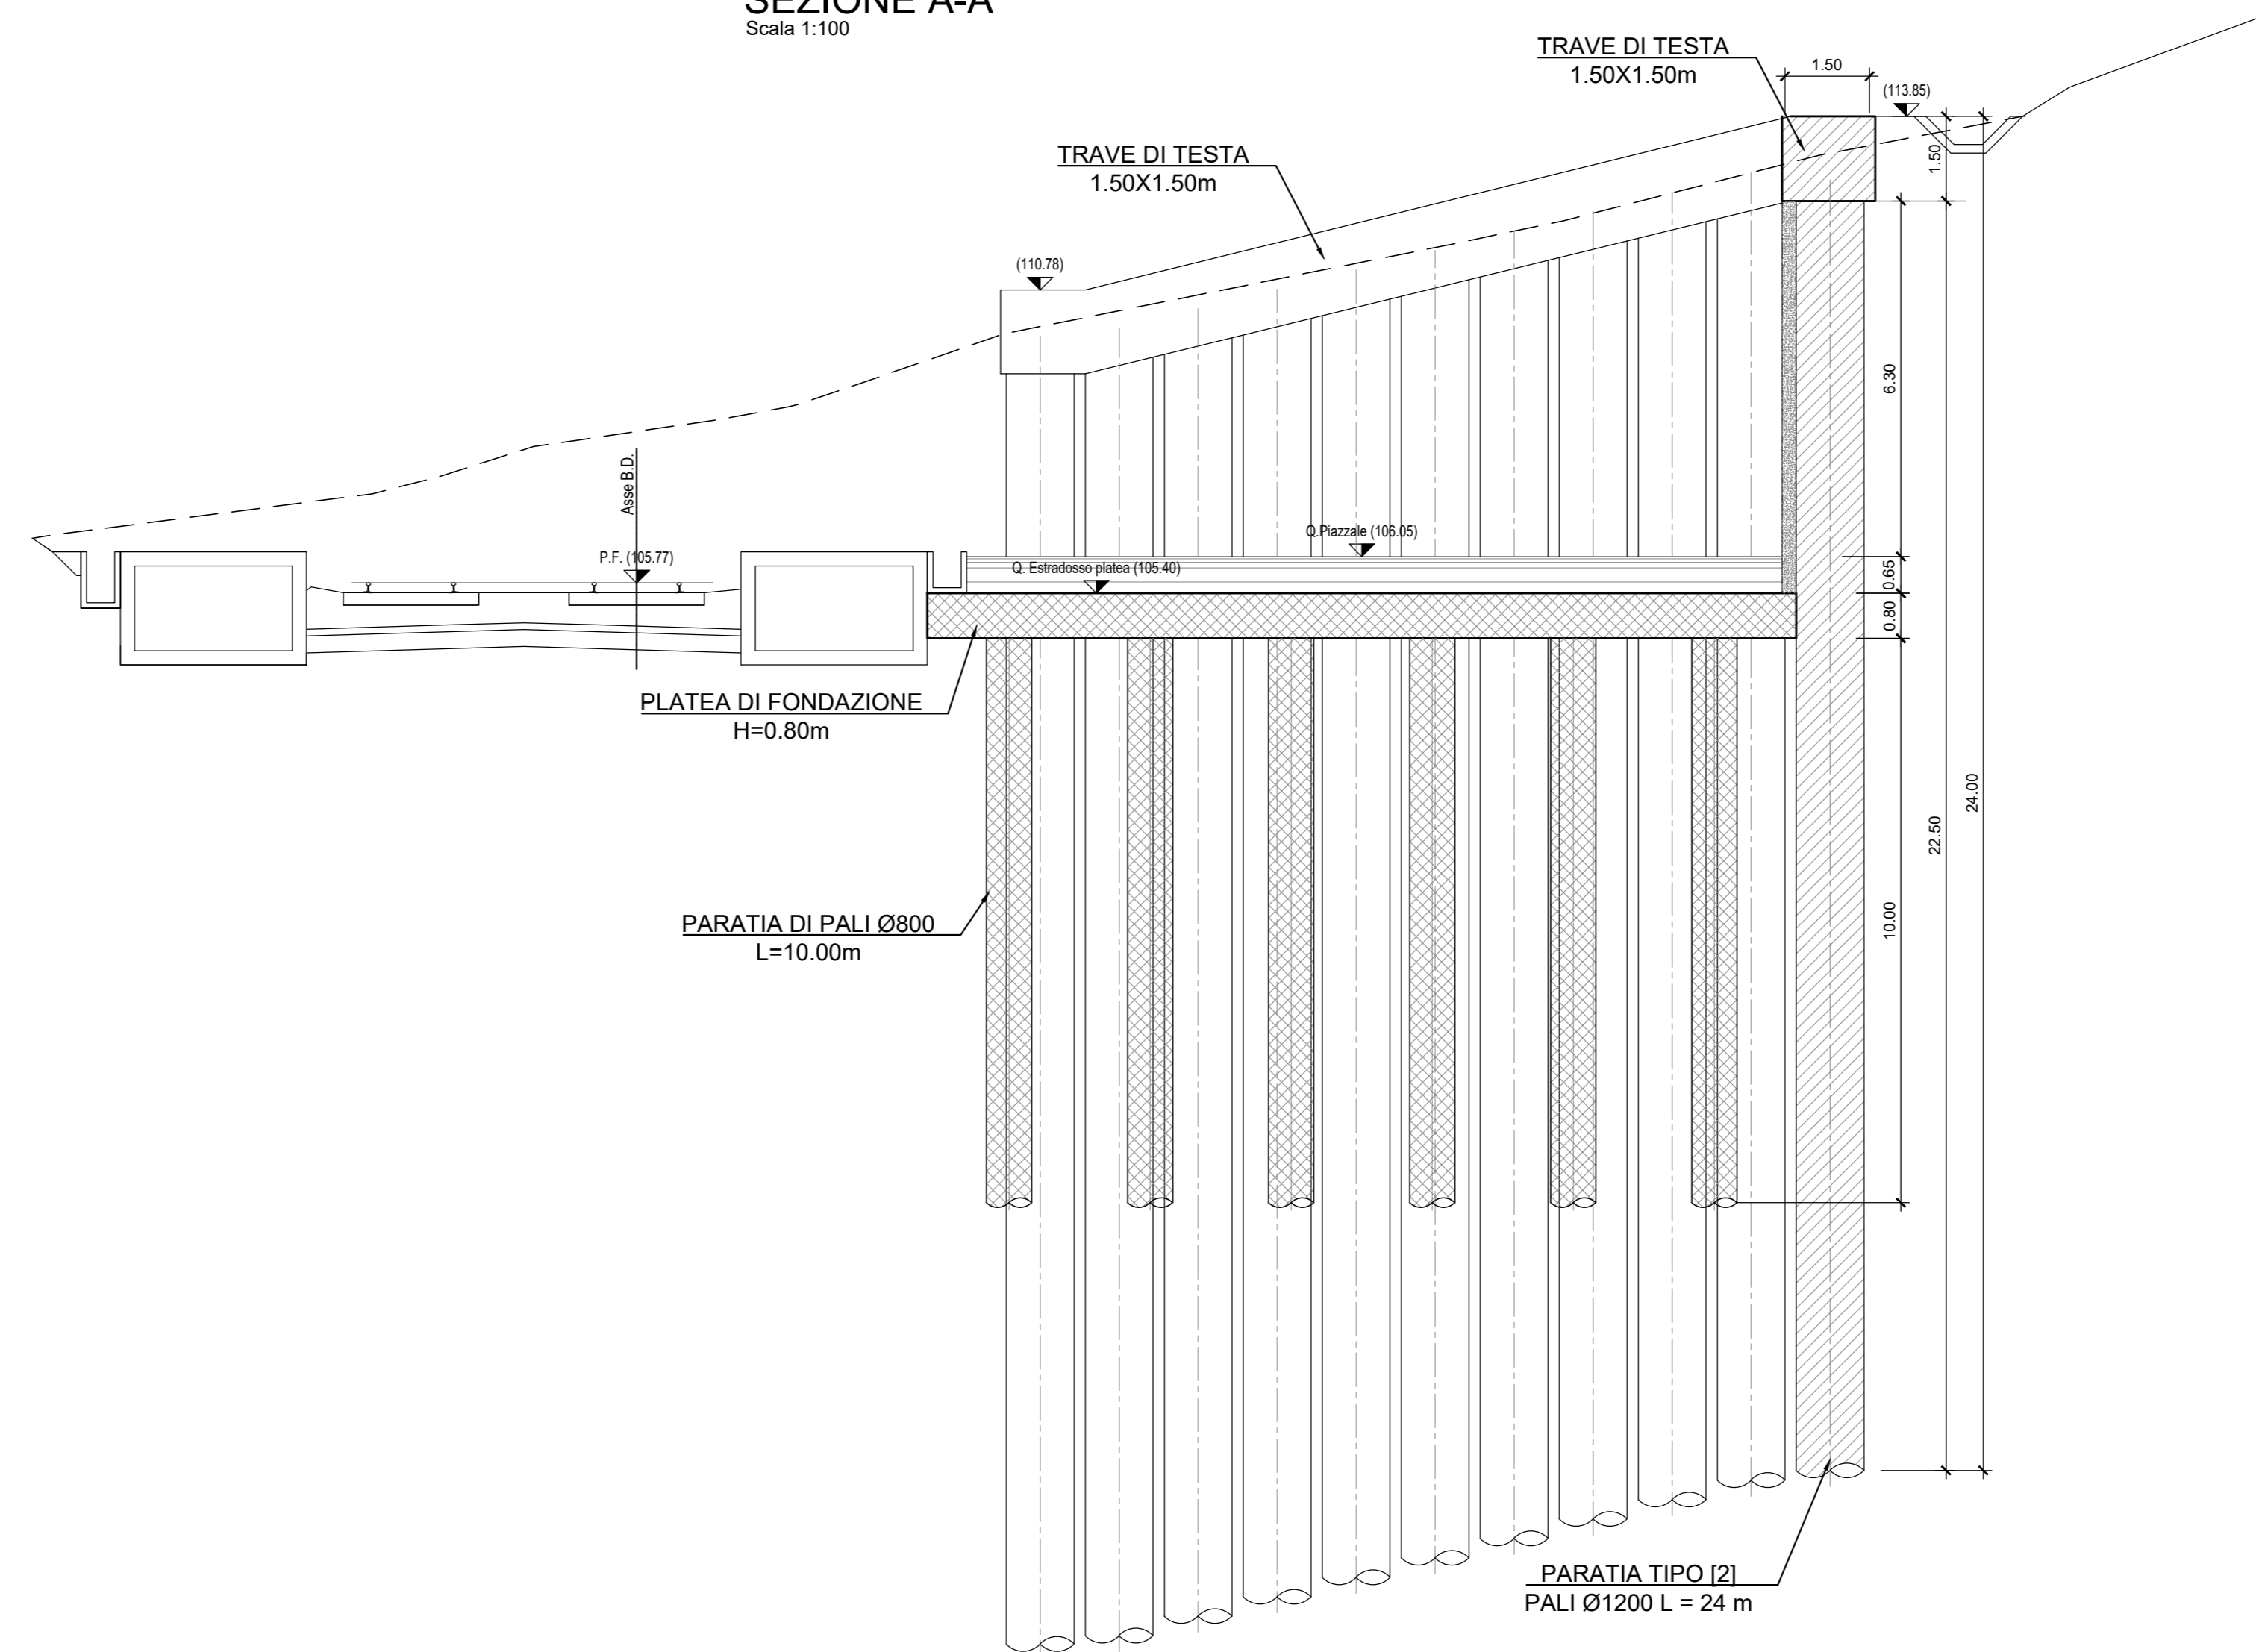 SEZIONE A-A
Scala 1:100
TRAVE DI TESTA
1.50X1.50m
1.50
(113.85)
TRAVE DI TESTA
1.50X1.50m
1.50
(110.78)
6.30
Asse B.D.
Q.Piazzale (106.05)
P.F. (105.77)
Q. Estradosso platea (105.40)
0.65
0.80
PLATEA DI FONDAZIONE
H=0.80m
24.00
22.50
10.00
PARATIA DI PALI Ø800
L=10.00m
PARATIA TIPO [2]
PALI Ø1200 L = 24 m